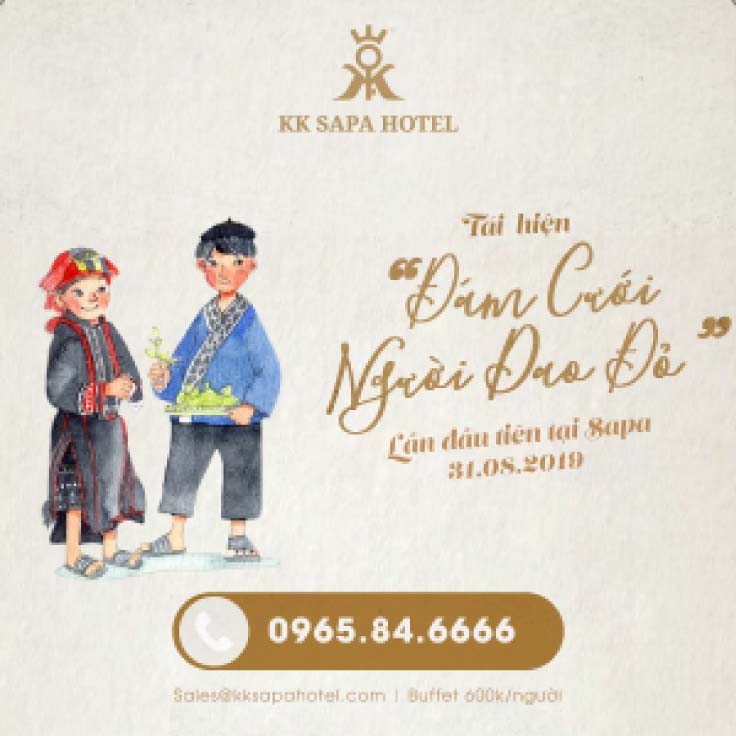 KK SAPA HOTEL
Tái hiện
“Đám Cưới
Người Dao Đỏ”
Lần đầu tiên tại Sapa
31.08.2019
0965.84.6666
Sales@kksapahotel.com | Buffet 600k/người